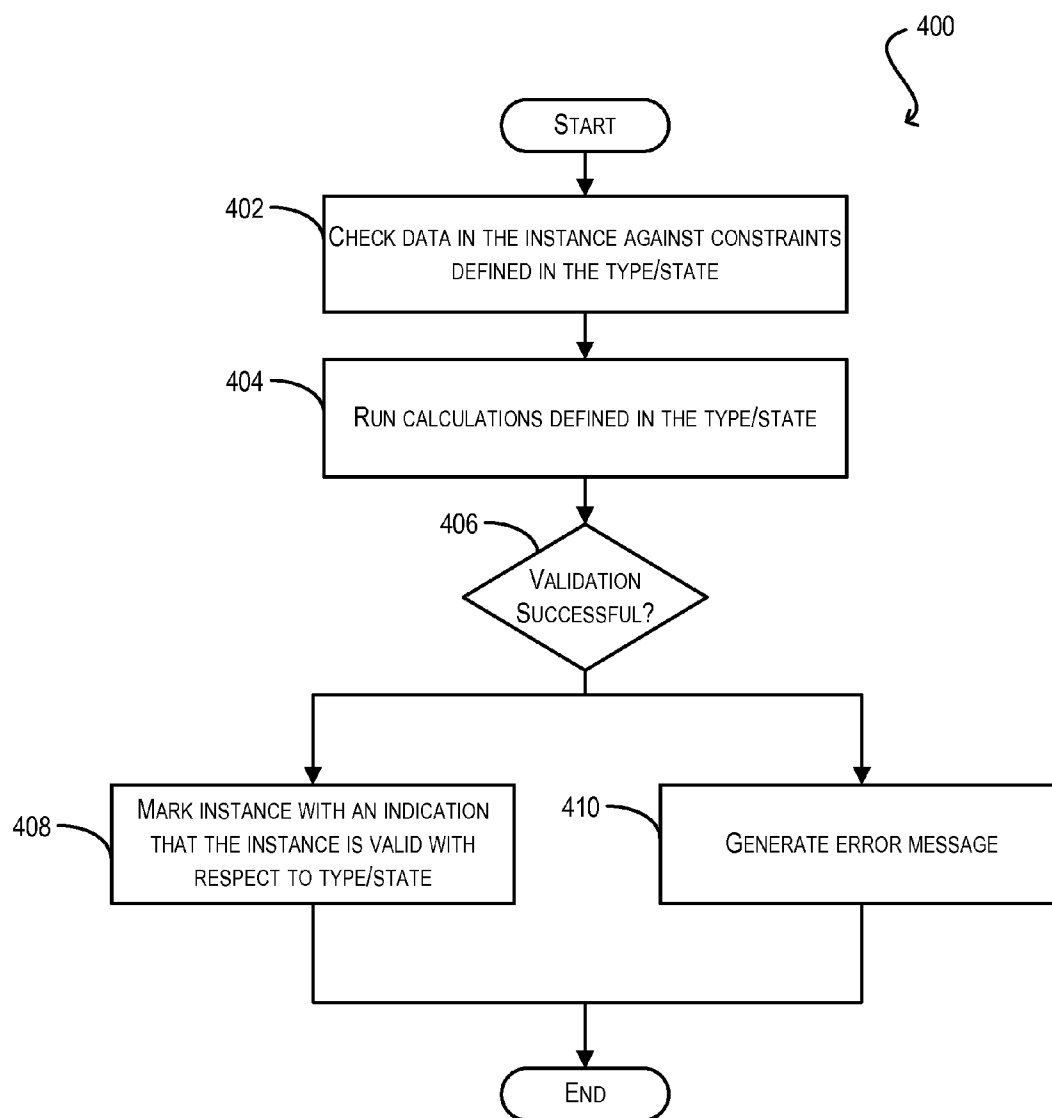 400
START
402
CHECK DATA IN THE INSTANCE AGAINST CONSTRAINTS
DEFINED IN THE TYPE/STATE
404
RUN CALCULATIONS DEFINED IN THE TYPE/STATE
406
VALIDATION
SUCCESSFUL?
408
MARK INSTANCE WITH AN INDICATION
THAT THE INSTANCE IS VALID WITH
RESPECT TO TYPE/STATE
410
GENERATE ERROR MESSAGE
END